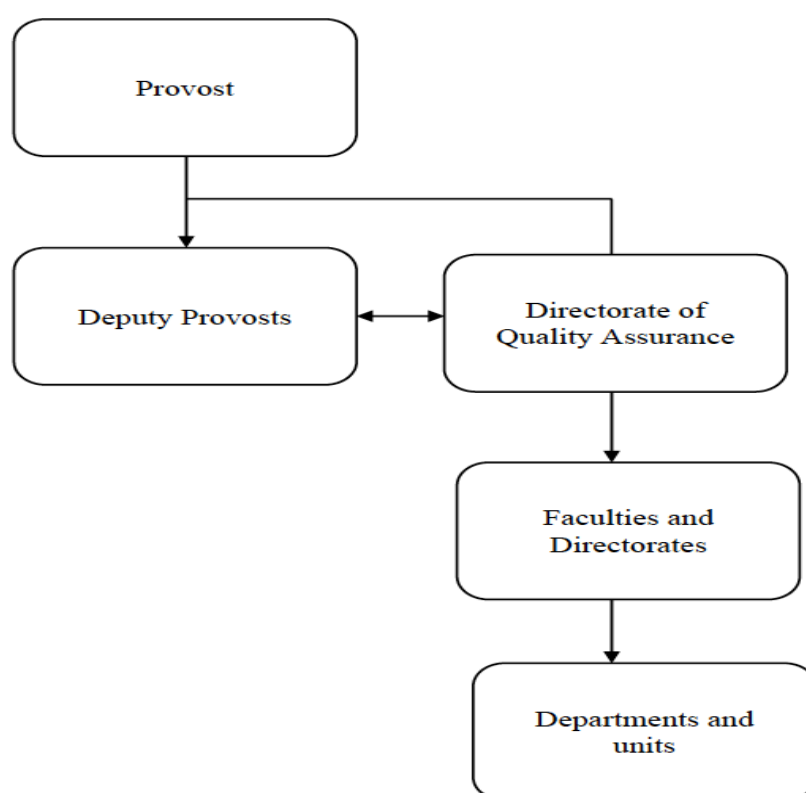 Provost
Deputy Provosts
Directorate of
Quality Assurance
Faculties and
Directorates
Departments and
units